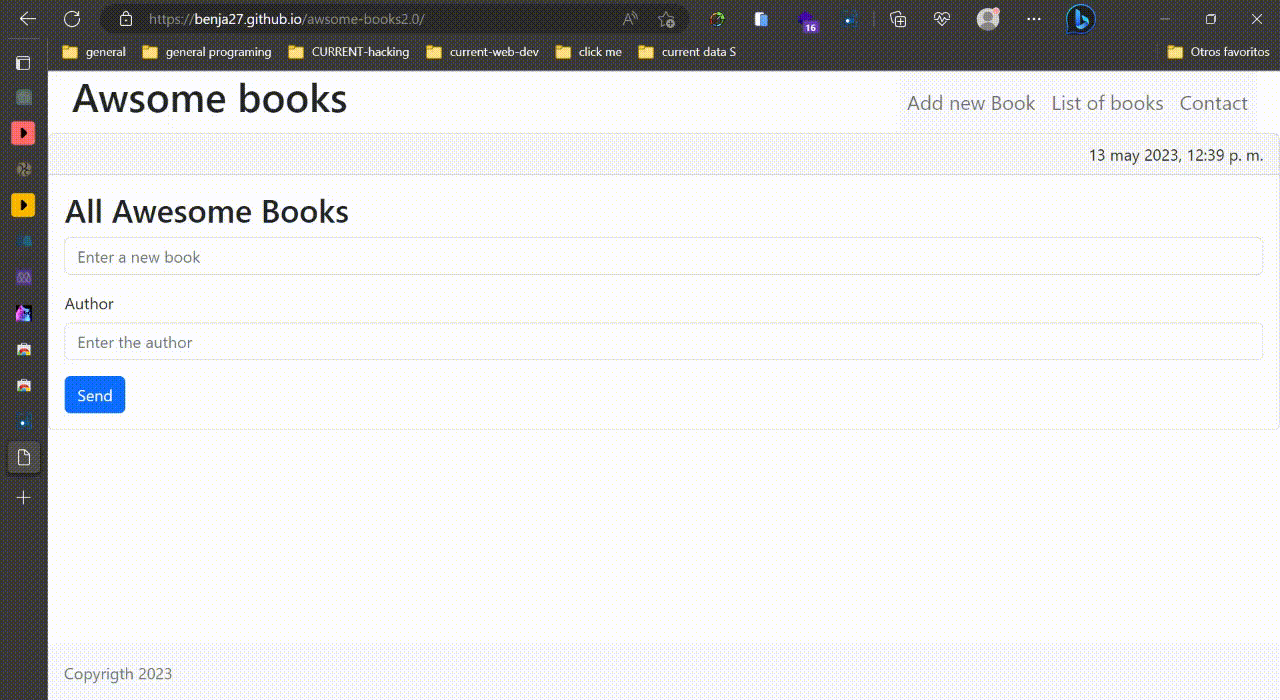 https://benja27.github.io/awsome-books2.0/
16
general general programing CURRENT-hacking current-web-dev click me current data S Otros favoritos
Awsome books
Add new Book List of books Contact
13 may 2023, 12:39 p. m.
All Awesome Books
Enter a new book
Author
Enter the author
Send
Copyrigth 2023